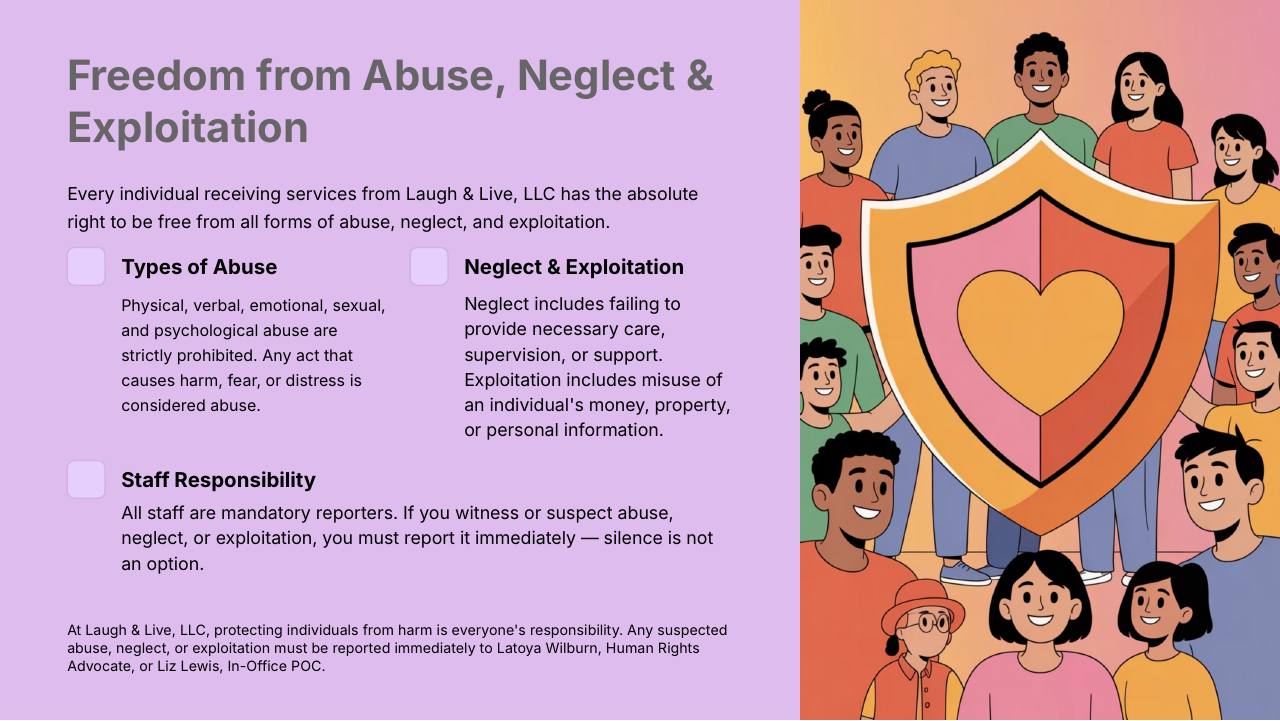 Freedom from Abuse, Neglect &
Exploitation
Every individual receiving services from Laugh & Live, LLC has the absolute
right to be free from all forms of abuse, neglect, and exploitation.
Types of Abuse
Physical, verbal, emotional, sexual,
and psychological abuse are
strictly prohibited. Any act that
causes harm, fear, or distress is
considered abuse.
Neglect & Exploitation
Neglect includes failing to
provide necessary care,
supervision, or support.
Exploitation includes misuse of
an individual's money, property,
or personal information.
Staff Responsibility
All staff are mandatory reporters. If you witness or suspect abuse,
neglect, or exploitation, you must report it immediately — silence is not
an option.
At Laugh & Live, LLC, protecting individuals from harm is everyone's responsibility. Any suspected
abuse, neglect, or exploitation must be reported immediately to Latoya Wilburn, Human Rights
Advocate, or Liz Lewis, In-Office POC.